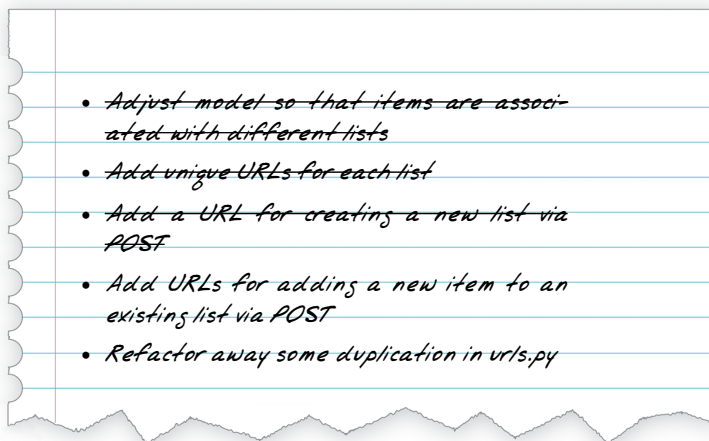 • Adjust model so that items are associ-
ated with different lists
• Add unique URLs for each list
• Add a URL for creating a new list via
POST
• Add URLs for adding a new item to an
existing list via POST
• Refactor away some duplication in urls.py